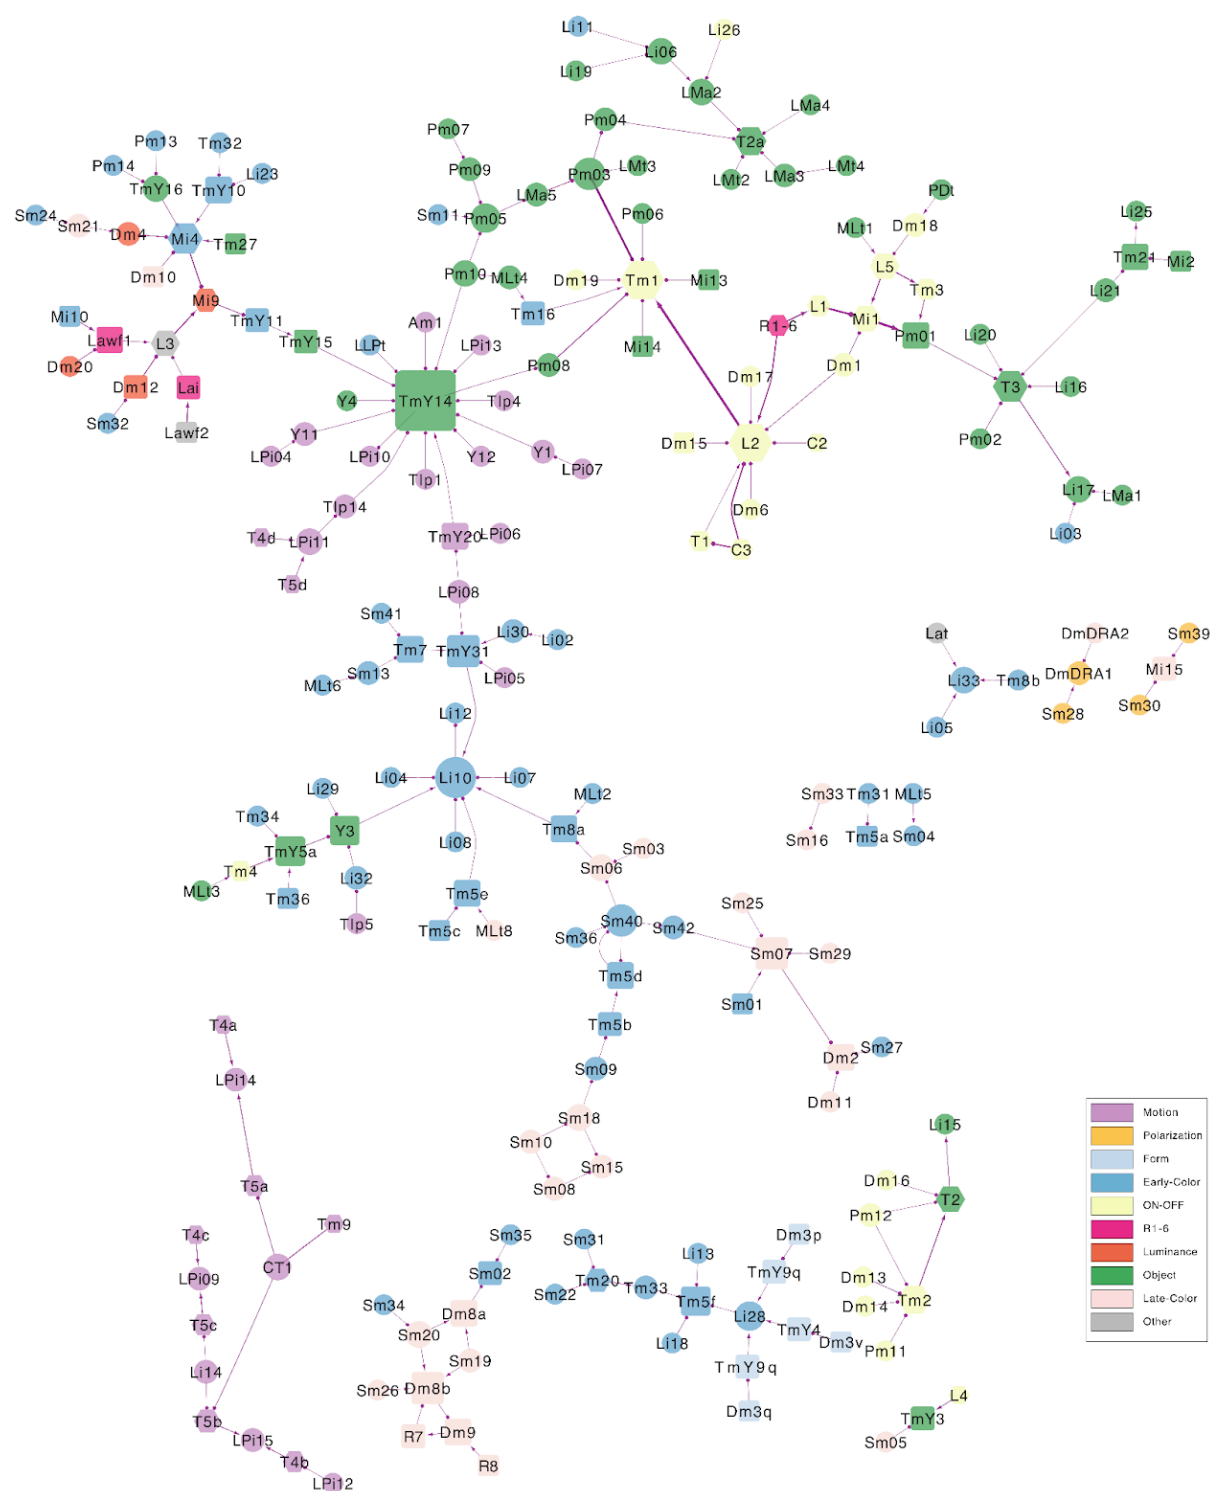 Li11
Li26
Li06
Li19
LMa2
LMa4
Pm04
Pm07
T2a
Pm13
Tm32
Pm14
Li23
Pm09
LMt3
LMt4
TmY16
TmY10
Pm03
LMt2
LMa3
LMa5
PDt
Sm24
Sm21
Dm4
Mi4
Tm27
Sm11
Pm05
Pm06
MLt1
Dm18
Li25
Dm10
Pm10
MLt4
Dm19
Tm1
Mi13
L5
Tm3
Tm21
Mi2
Li21
Mi9
Mi10
TmY11
Tm16
L1
Mi1
R1-6
Lawf1
L3
TmY15
Am1
LLPt
LPi13
Mi14
Pm01
Li20
Dm20
Dm12
Lai
Pm08
Dm17
Dm1
T3
Li16
Y4
TmY14
Tlp4
Sm32
Lawf2
Y11
Dm15
L2
C2
Pm02
LPi04
LPi10
Y12
Y1
LPi07
Tlp1
Li17
LMa1
Tlp14
Dm6
Li03
T4d
LPi11
TmY20
LPi06
T1
C3
T5d
LPi08
Sm41
Li30
Li02
Lat
DmDRA2
Sm39
Tm7
TmY31
Sm13
LPi05
MLt6
Li33
Tm8b
DmDRA1
Mi15
Li12
Li05
Sm28
Sm30
Li04
Li10
Li07
Li29
MLt2
Sm33
Tm31
MLt5
Tm34
Y3
Tm8a
Sm16
Tm5a
Sm04
TmY5a
Li08
Sm03
Tm4
Sm06
MLt3
Tm36
Li32
Tm5e
Sm25
Tlp5
Tm5c
MLt8
Sm40
Sm36
Sm42
Sm07
Sm29
Tm5d
Sm01
T4a
Tm5b
Dm2
Sm27
LPi14
Sm09
Dm11
Sm18
Sm10
Sm15
Sm08
Li15
T5a
Dm16
T2
Pm12
Tm9
T4c
CT1
LPi09
Sm35
Sm31
Li13
Dm3p
Sm02
Tm20
Tm33
TmY9q
Dm13
Sm22
Tm5f
Dm14
Tm2
T5c
Sm34
Dm8a
Li28
TmY4
Sm20
Li18
Dm3v
Pm11
Li14
Sm19
TmY9q
Sm26
Dm8b
Dm3q
L4
T5b
LPi15
R7
Dm9
TmY3
Sm05
T4b
R8
LPi12
Motion
Polarization
Form
Early-Color
ON-OFF
R1-6
Luminance
Object
Late-Color
Other